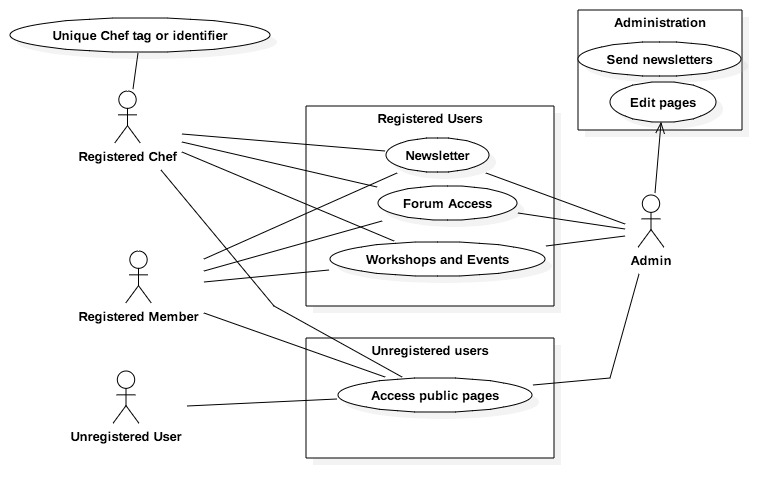 Unique Chef tag or identifier
Administration
Send newsletters
Edit pages
Registered Chef
Registered Users
Newsletter
Forum Access
Workshops and Events
Admin
Registered Member
Unregistered users
Access public pages
Unregistered User